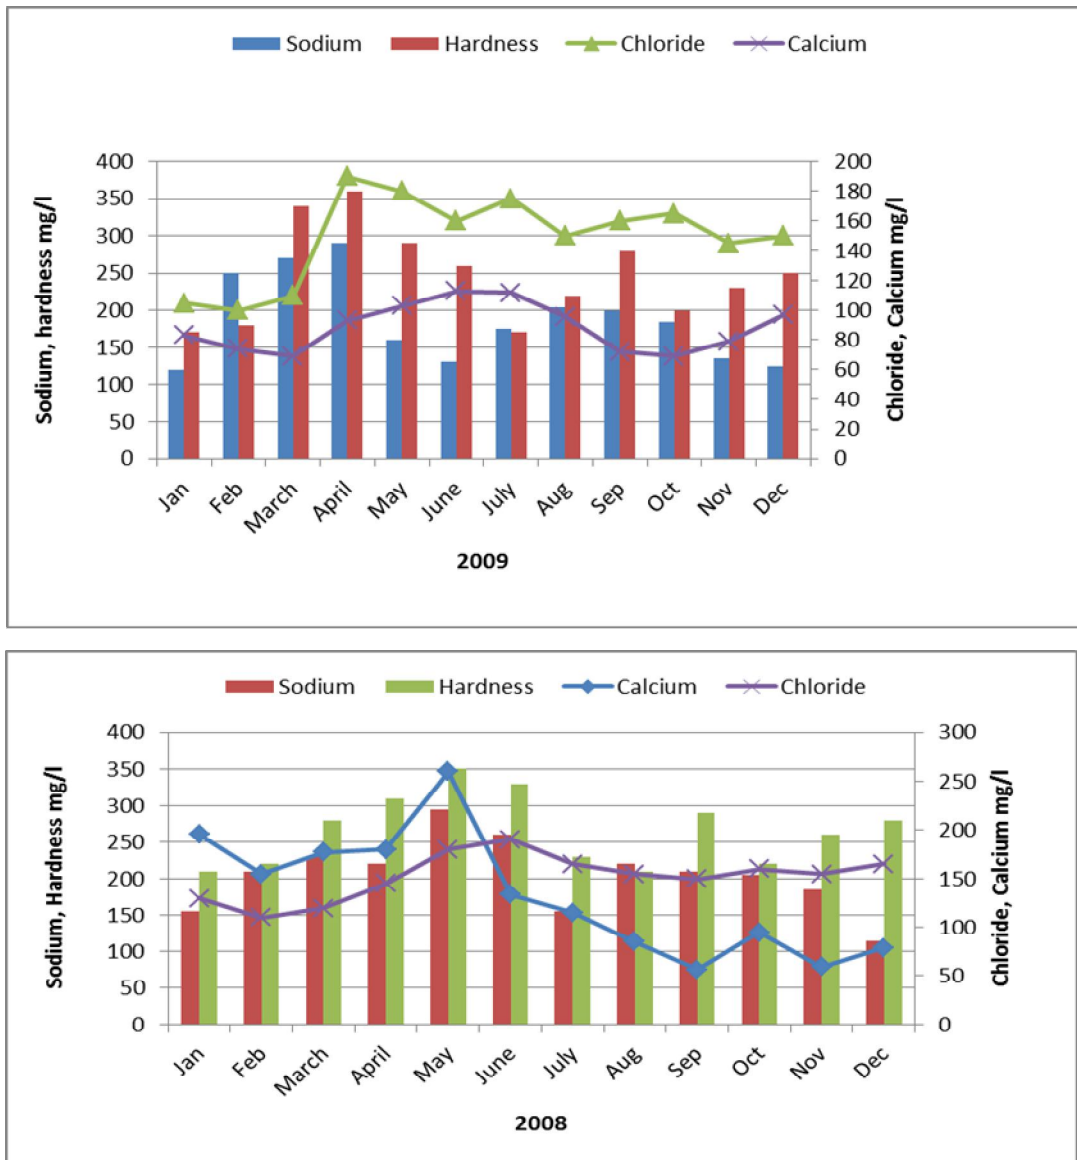 Sodium Hardness Chloride Calcium
400 200
350 180
300 160
250 140
200 120
150 100
100 80
50 60
0 40
20
0
Sodium, hardness mg/l
Chloride, Calcium mg/l
Jan Feb March April May June July Aug Sep Oct Nov Dec
2009
Sodium Hardness Calcium Chloride
400 300
350 250
300 200
250 150
200 100
150 50
100 0
50
0
Sodium, Hardness mg/l
Chloride, Calcium mg/l
Jan Feb March April May June July Aug Sep Oct Nov Dec
2008